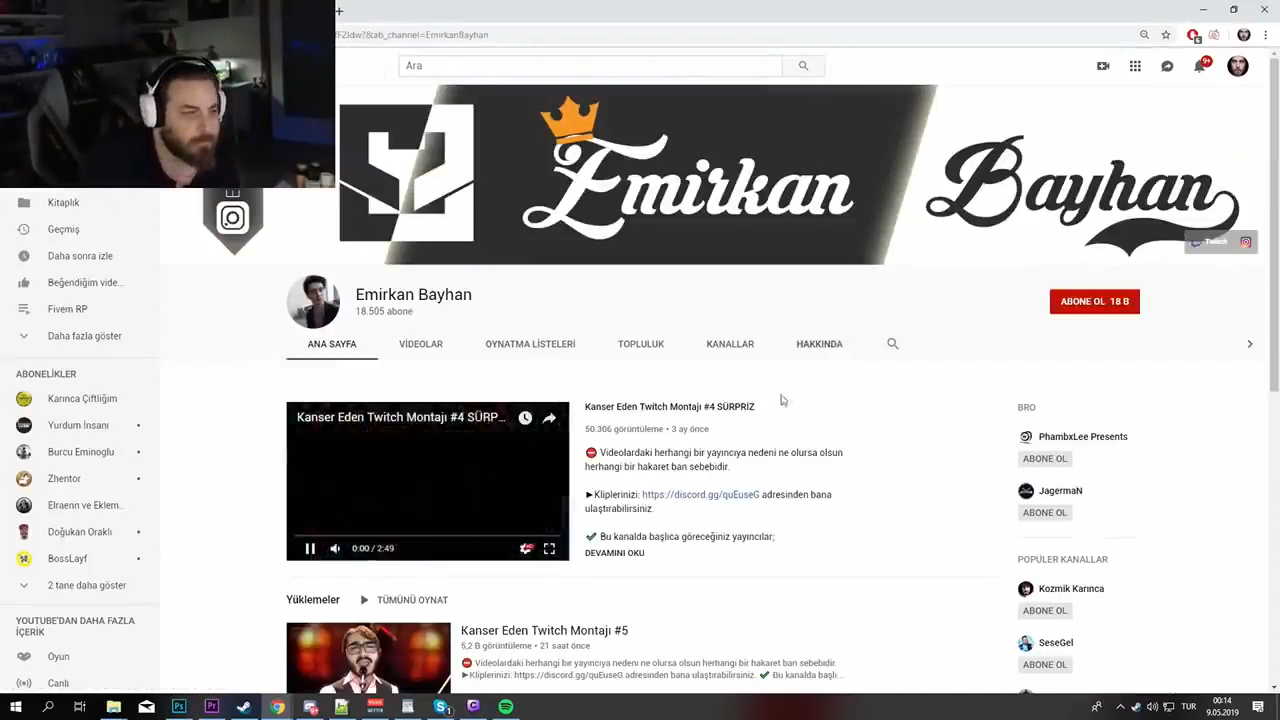 F2Idw?&ab_channel=EmirkanBayhan
Ara
9+
Emirkan
Bayhan
Twitch
Kitaplık
Geçmiş
Daha sonra izle
Beğendiğim vide...
Fivem RP
Daha fazla göster
ABONELİKLER
Karınca Çiftliğim
Yurdum İnsanı
Burcu Eminoglu
Zhentor
Elraenn ve Eklem...
Doğukan Oraklı
BossLayf
2 tane daha göster
YOUTUBE'DAN DAHA FAZLA
İÇERİK
Oyun
Canlı
Emirkan Bayhan
18.505 abone
ABONE OL 18 B
ANA SAYFA VİDEOLAR OYNATMA LİSTELERİ TOPLULUK KANALLAR HAKKINDA
Kanser Eden Twitch Montajı #4 SÜRP...
0:00 / 2:49
Kanser Eden Twitch Montajı #4 SÜRPRİZ
50.306 görüntüleme • 3 ay önce
Videolardaki herhangi bir yayıncıya nedeni ne olursa olsun
herhangi bir hakaret ban sebebidir.
►Kliplerinizi: https://discord.gg/quEuseG adresinden bana
ulaştırabilirsiniz.
Bu kanalda başlıca göreceğiniz yayıncılar;
DEVAMINI OKU
Yüklemeler TÜMÜNÜ OYNAT
Kanser Eden Twitch Montajı #5
5,2 B görüntüleme • 21 saat önce
Videolardaki herhangi bir yayıncıya nedeni ne olursa olsun herhangi bir hakaret ban sebebidir.
►Kliplerinizi: https://discord.gg/quEuseG adresinden bana ulaştırabilirsiniz. Bu kanalda başlı...
BRO
PhambxLee Presents
ABONE OL
JagermaN
ABONE OL
POPÜLER KANALLAR
Kozmik Karınca
ABONE OL
SeseGel
ABONE OL
TUR
00:14
9.05.2019